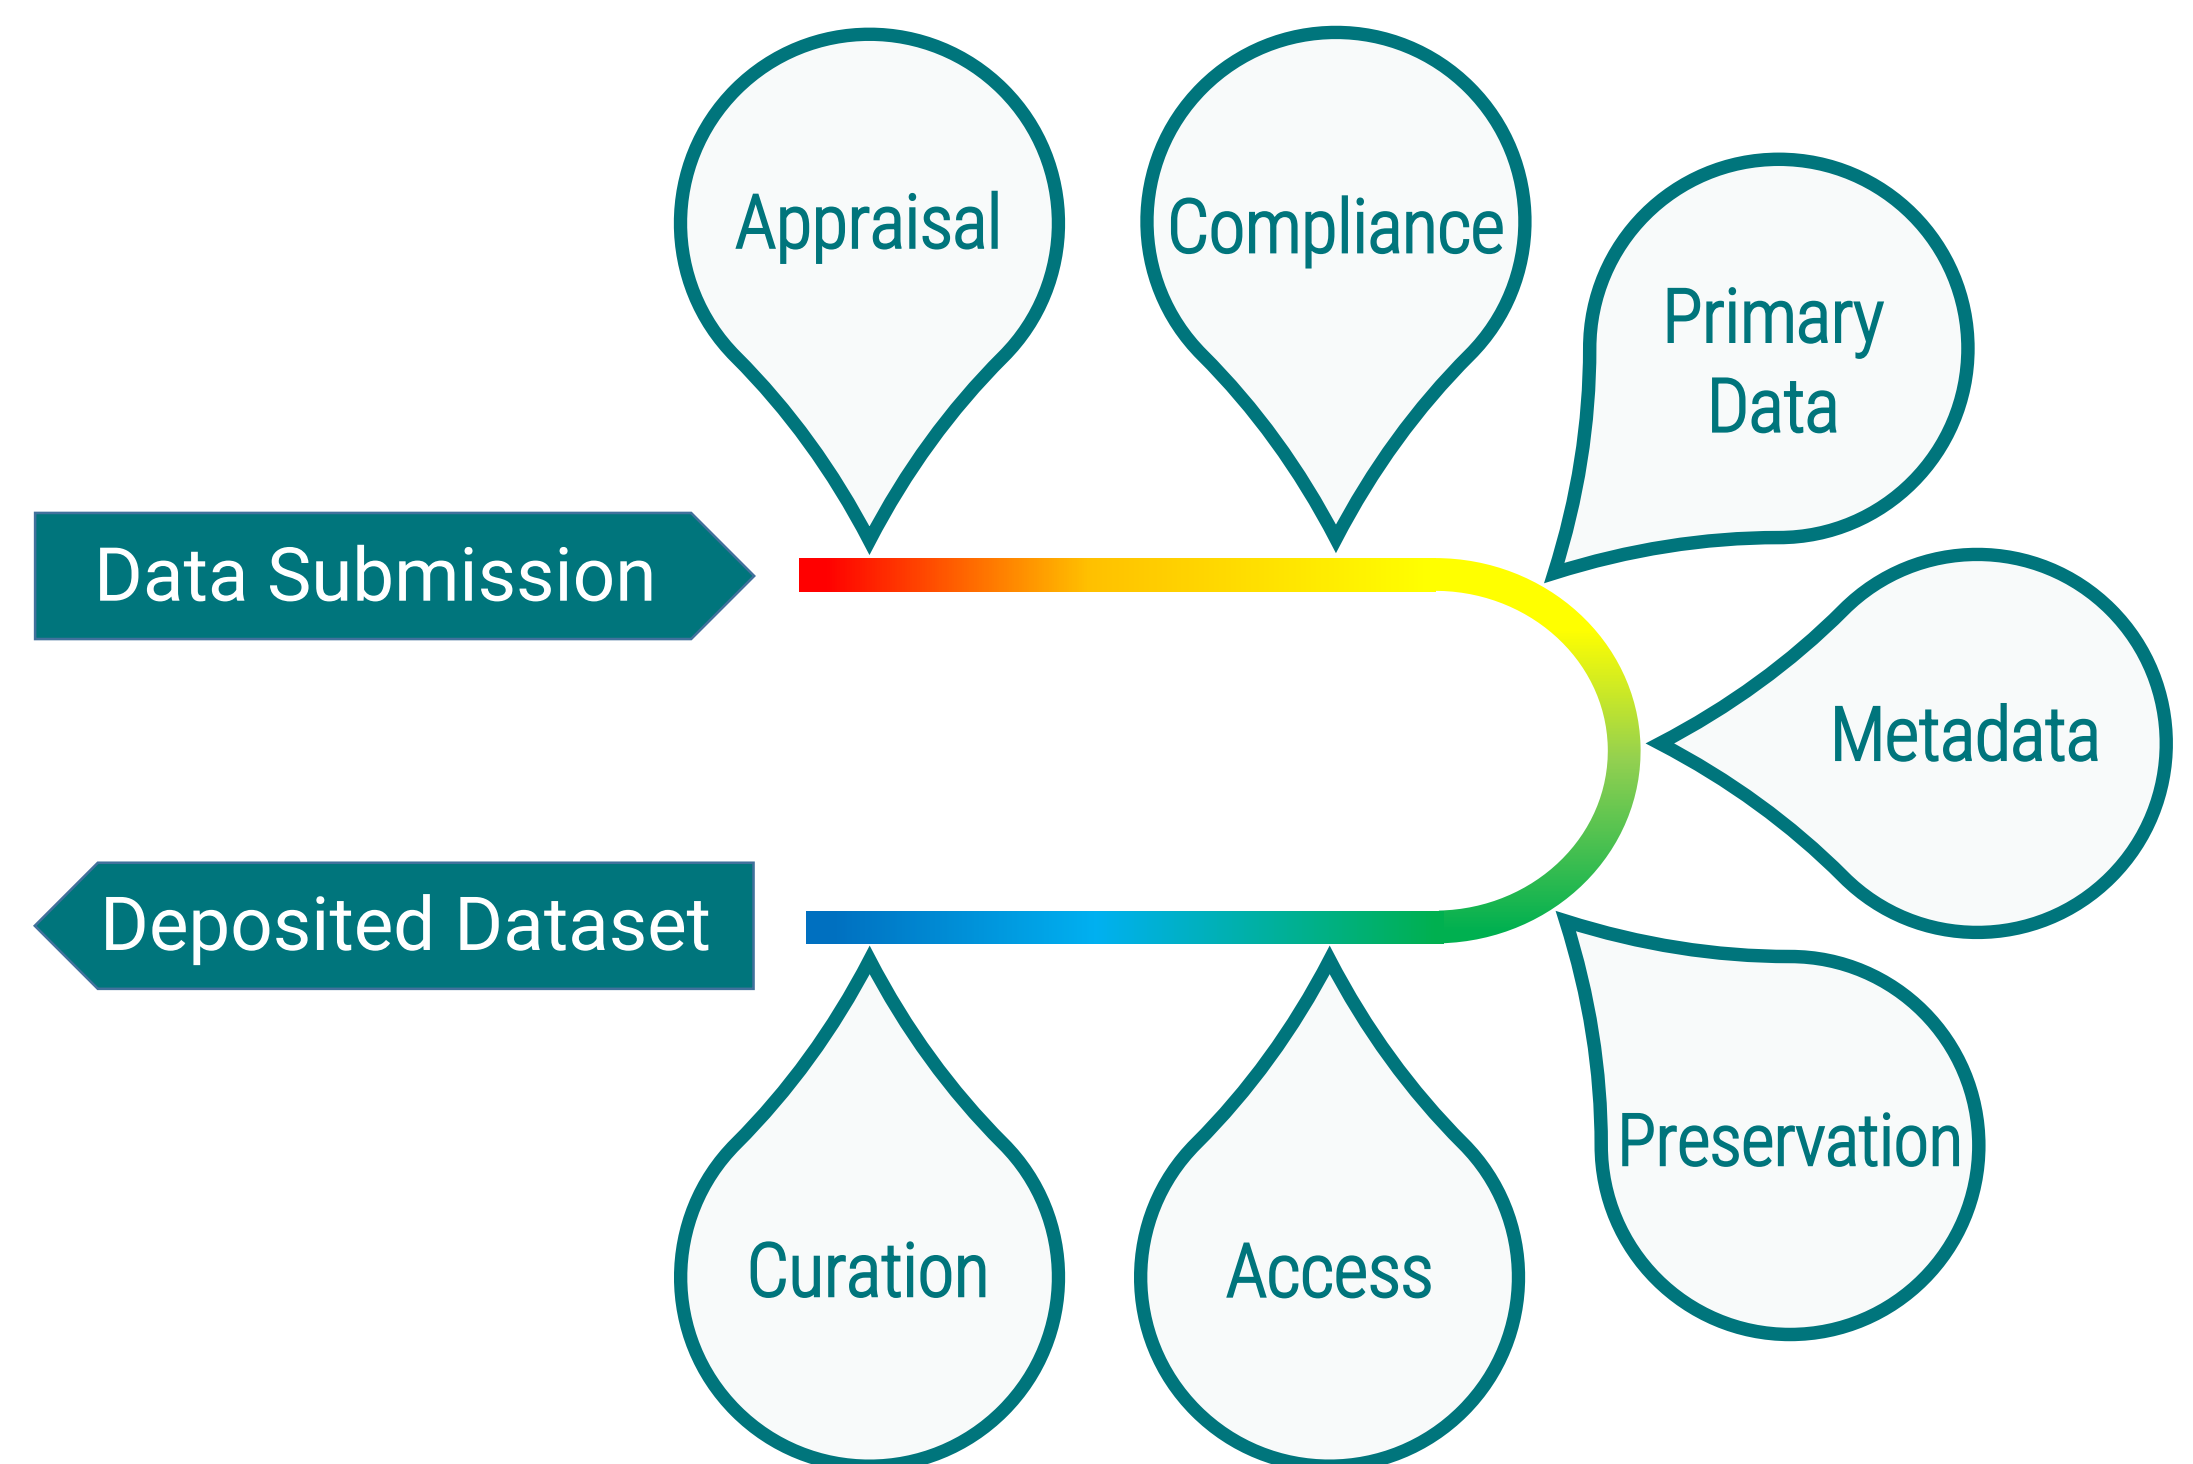 Appraisal
Compliance
Primary
Data
Data Submission
Metadata
Deposited Dataset
Preservation
Curation
Access